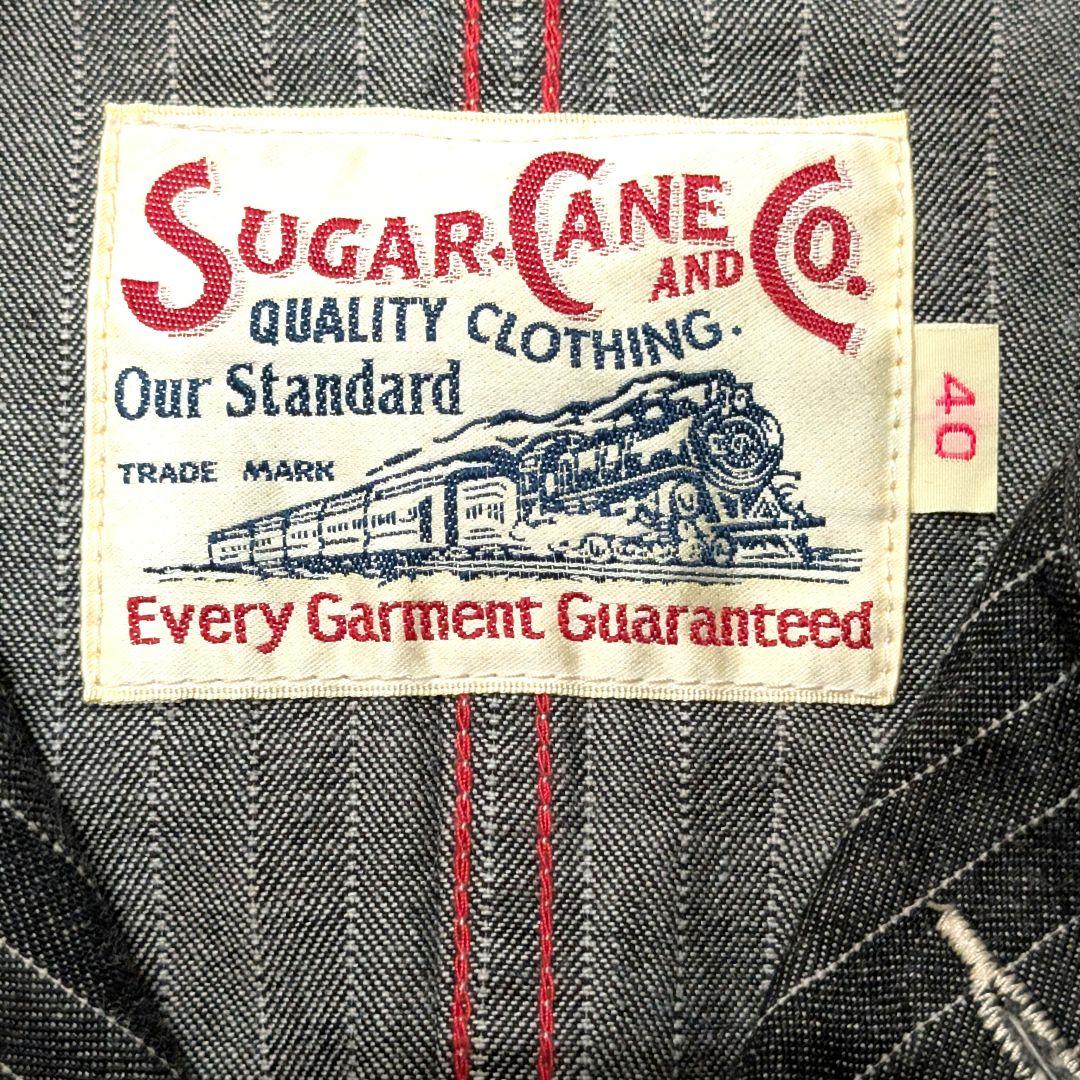 SUGAR.CANE AND CO.
QUALITY CLOTHING.
Our Standard
TRADE MARK
Every Garment Guaranteed
40